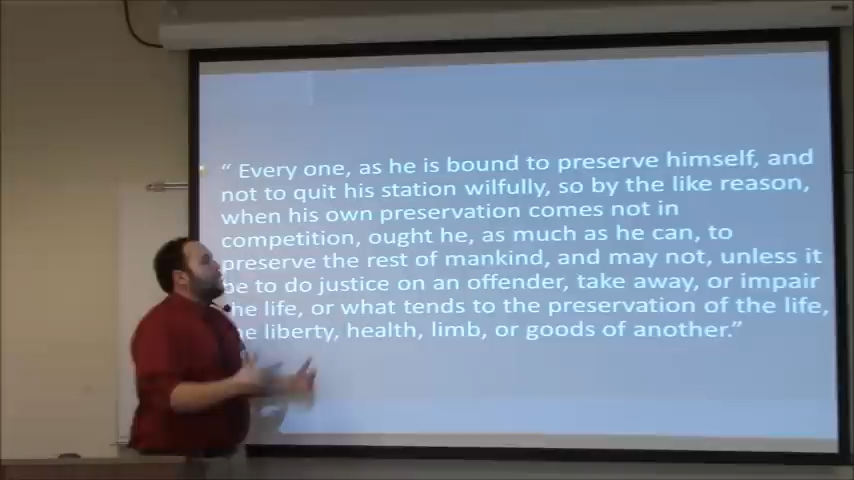 “ Every one, as he is bound to preserve himself, and
not to quit his station wilfully, so by the like reason,
when his own preservation comes not in
competition, ought he, as much as he can, to
preserve the rest of mankind, and may not, unless it
be to do justice on an offender, take away, or impair
the life, or what tends to the preservation of the life,
the liberty, health, limb, or goods of another.”